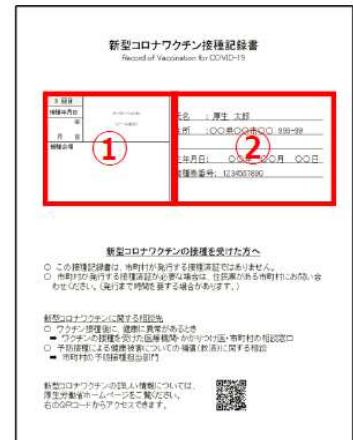 新型コロナワクチン接種記録書
Record of Vaccination for COVID-19
3 回目
接種年月日
年
月 日
接種会場
①
②
氏名 : 厚生 太郎
住所 :〇〇県〇〇市〇〇 999-99
生年月日: 〇〇年〇〇月 〇〇日
接種券番号: 1234567890
新型コロナワクチンの接種を受けた方へ
○ この接種記録書は、市町村が発行する接種済証ではありません。
○ 市町村が発行する接種済証が必要な場合は、住民票がある市町村にお問い合
わせください。(発行まで時間を要する場合があります。)
新型コロナワクチンに関する相談先
○ ワクチン接種後に、健康に異常があるとき
➡ ワクチンの接種を受けた医療機関・かかりつけ医・市町村の相談窓口
○ 予防接種による健康被害についての補償(救済)に関する相談
➡ 市町村の予防接種担当部門
新型コロナワクチンの詳しい情報については、
厚生労働省ホームページをご覧ください。
右のQRコードからアクセスできます。